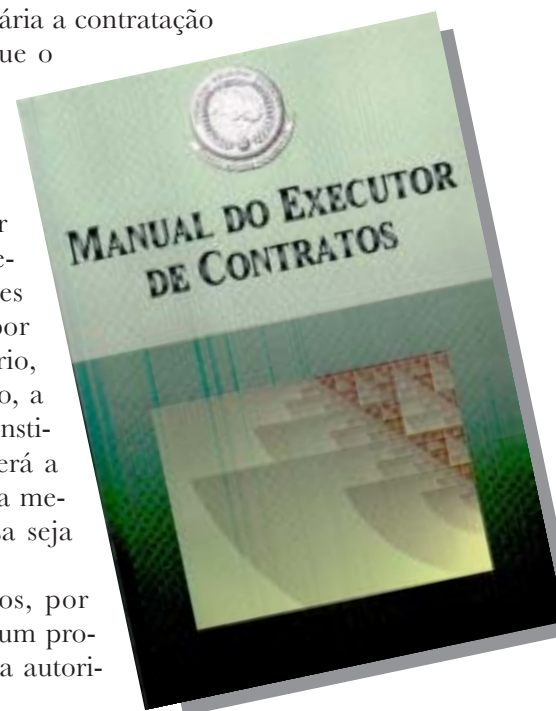 ária a contratação
ue o
r
e-
es
por
rio,
o, a
nsti-
erá a
a me-
sa seja
os, por
um pro-
a autori-
MANUAL DO EXECUTOR
DE CONTRATOS